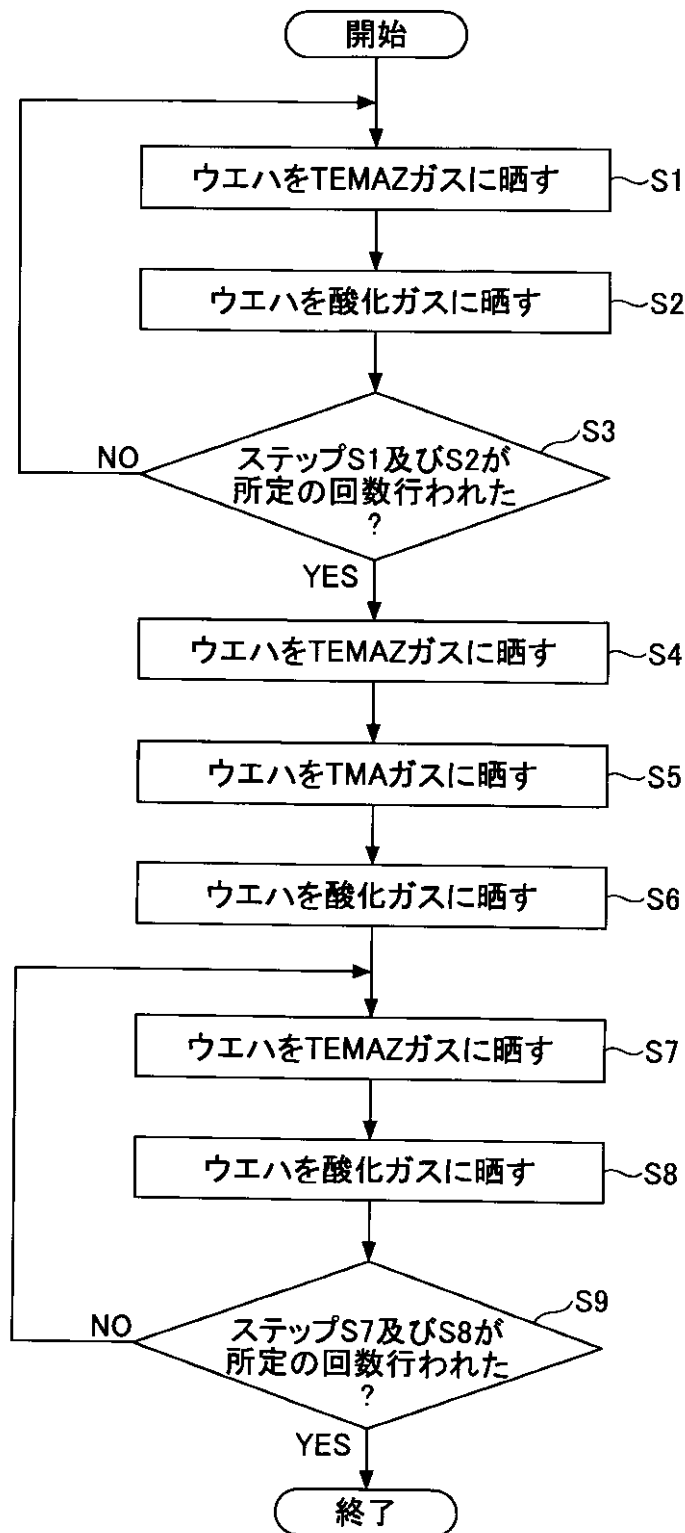 開始
ウエハをTEMAZガスに晒す
S1
ウエハを酸化ガスに晒す
S2
S3
NO
ステップS1及びS2が
所定の回数行われた
?
YES
ウエハをTEMAZガスに晒す
S4
ウエハをTMAガスに晒す
S5
ウエハを酸化ガスに晒す
S6
ウエハをTEMAZガスに晒す
S7
ウエハを酸化ガスに晒す
S8
S9
NO
ステップS7及びS8が
所定の回数行われた
?
YES
終了